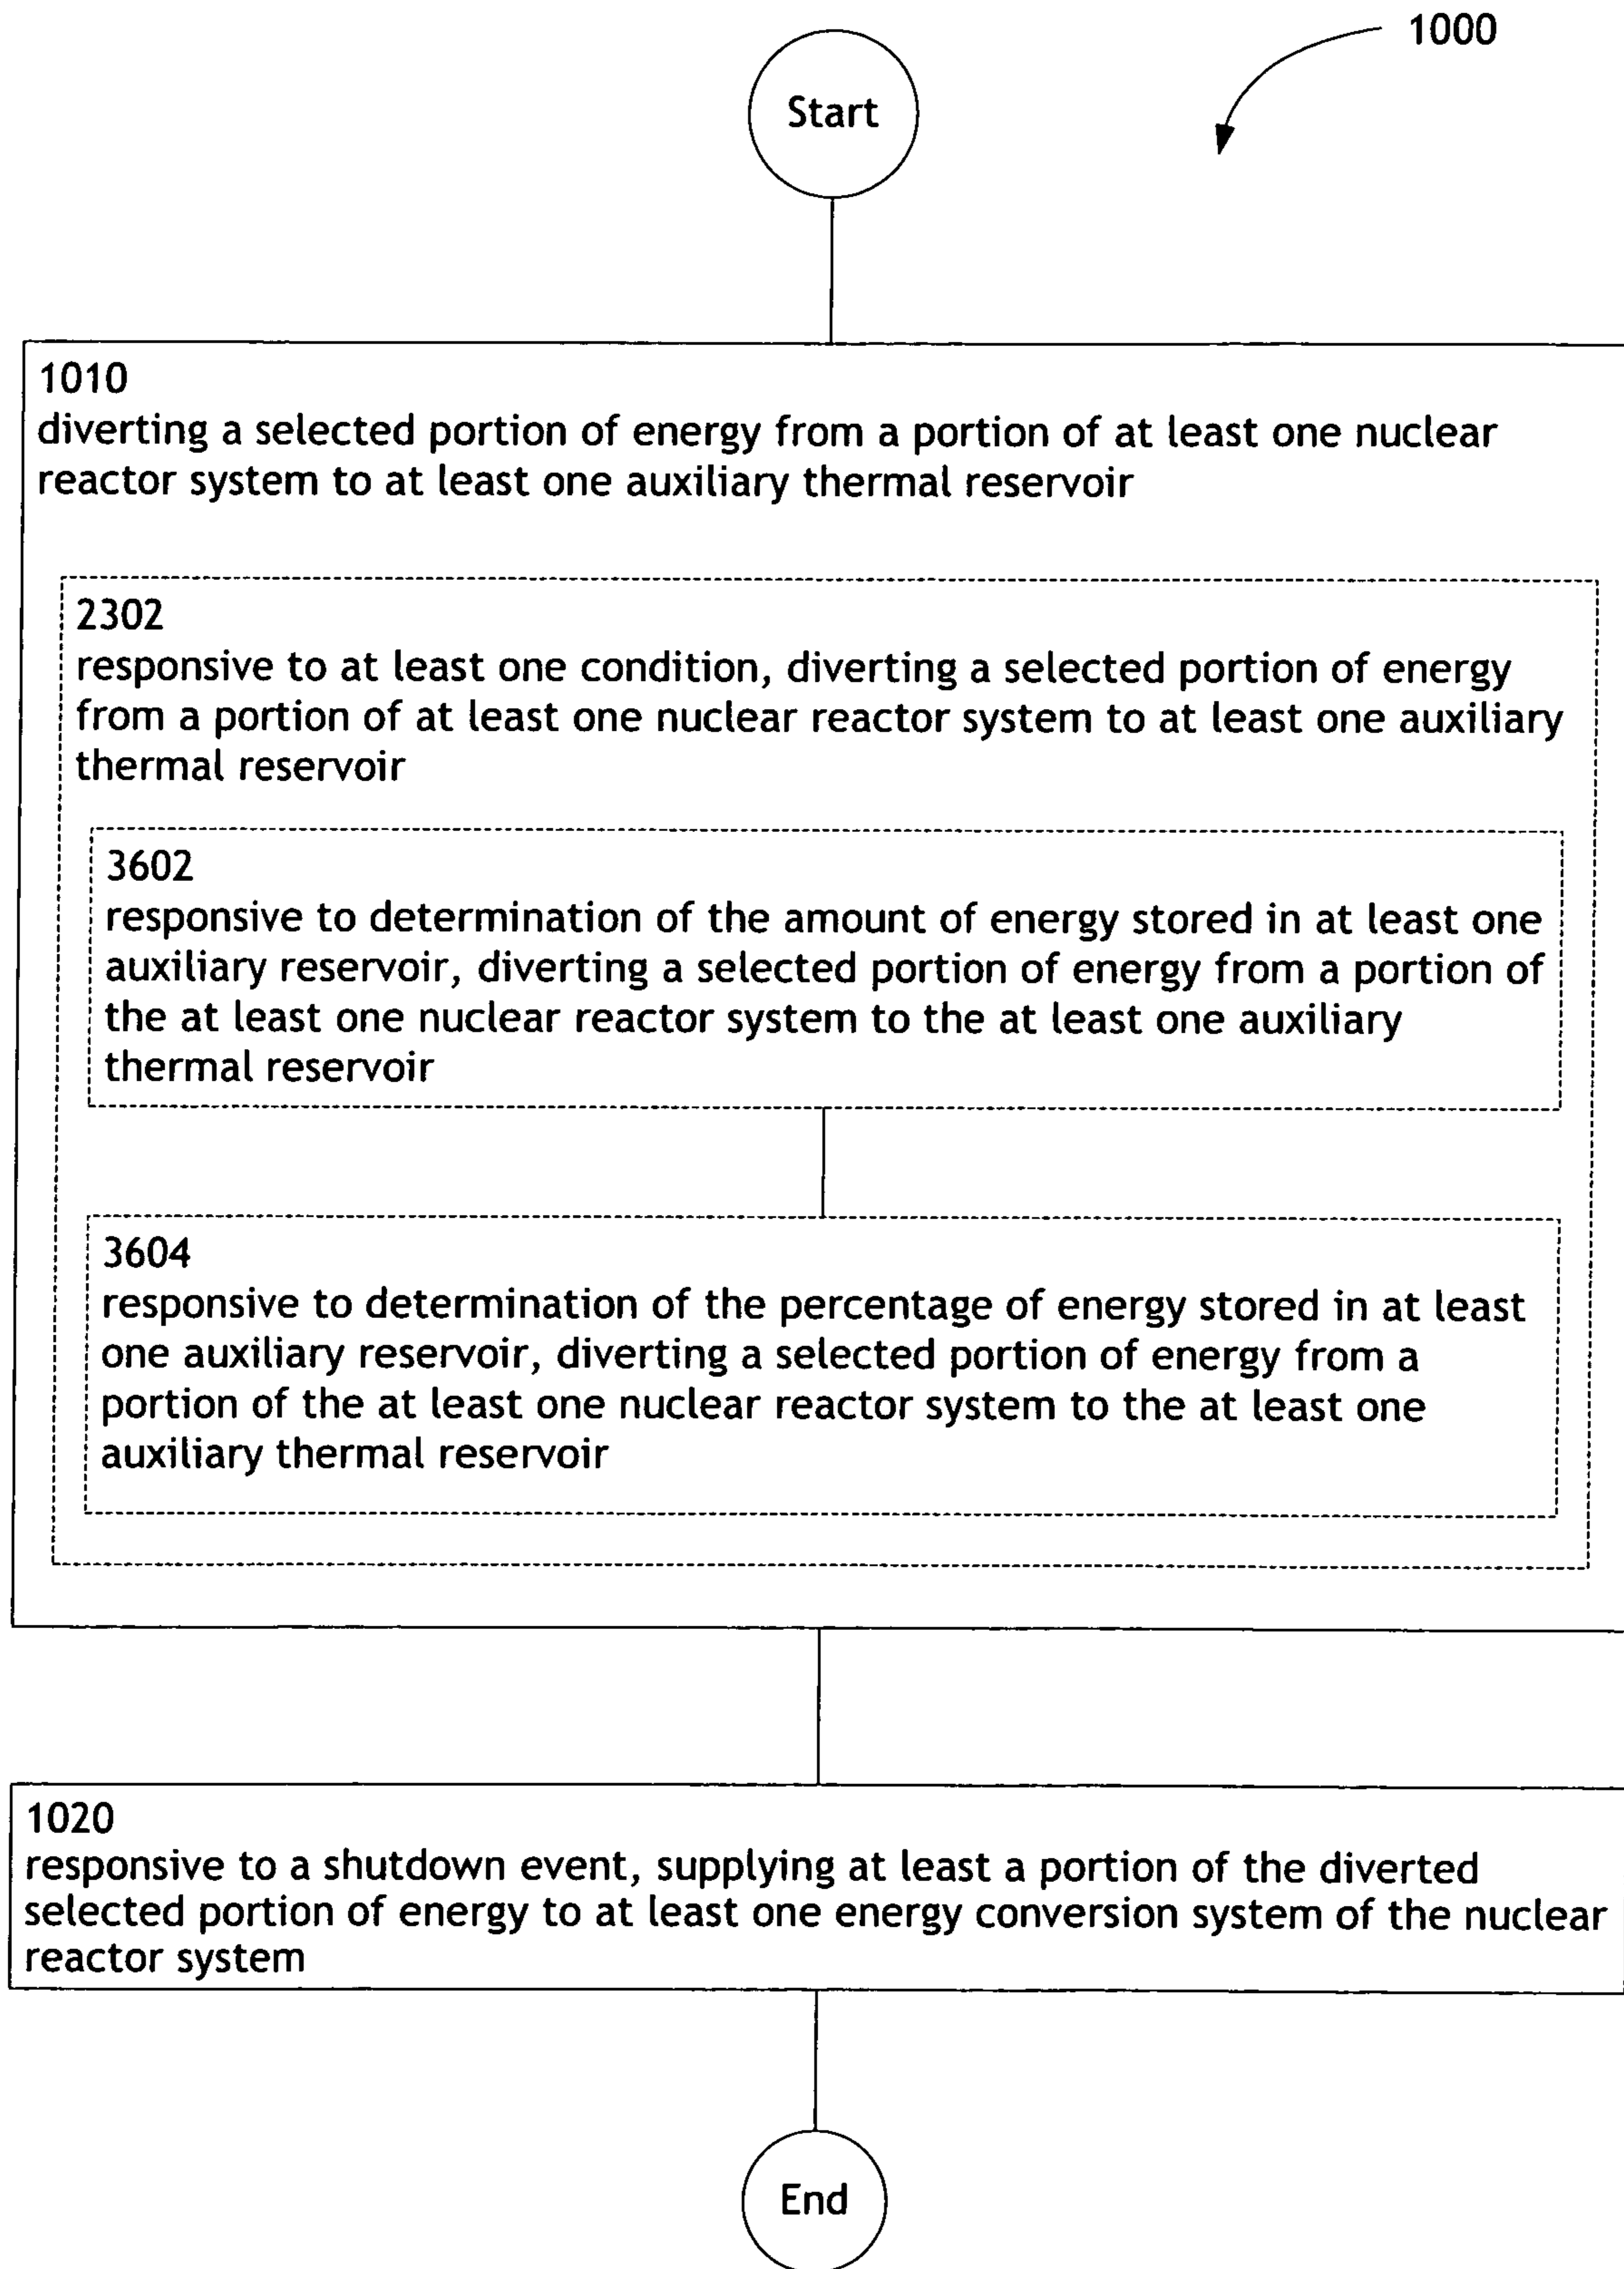 1000
Start
1010
diverting a selected portion of energy from a portion of at least one nuclear
reactor system to at least one auxiliary thermal reservoir
2302
responsive to at least one condition, diverting a selected portion of energy
from a portion of at least one nuclear reactor system to at least one auxiliary
thermal reservoir
3602
responsive to determination of the amount of energy stored in at least one
auxiliary reservoir, diverting a selected portion of energy from a portion of
the at least one nuclear reactor system to the at least one auxiliary
thermal reservoir
3604
responsive to determination of the percentage of energy stored in at least
one auxiliary reservoir, diverting a selected portion of energy from a
portion of the at least one nuclear reactor system to the at least one
auxiliary thermal reservoir
1020
responsive to a shutdown event, supplying at least a portion of the diverted
selected portion of energy to at least one energy conversion system of the nuclear
reactor system
End